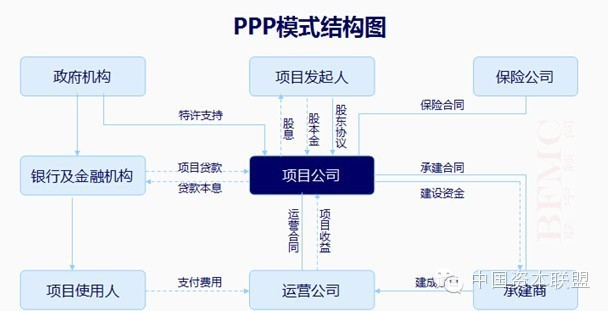 PPP模式结构图
政府机构
项目发起人
保险公司
特许支持
股息
股本金
股东协议
保险合同
银行及金融机构
项目贷款
贷款本息
项目公司
承建合同
建设资金
运营合同
项目收益
BFMC
项目使用人
支付费用
运营公司
建成
中国资本联盟
承建商